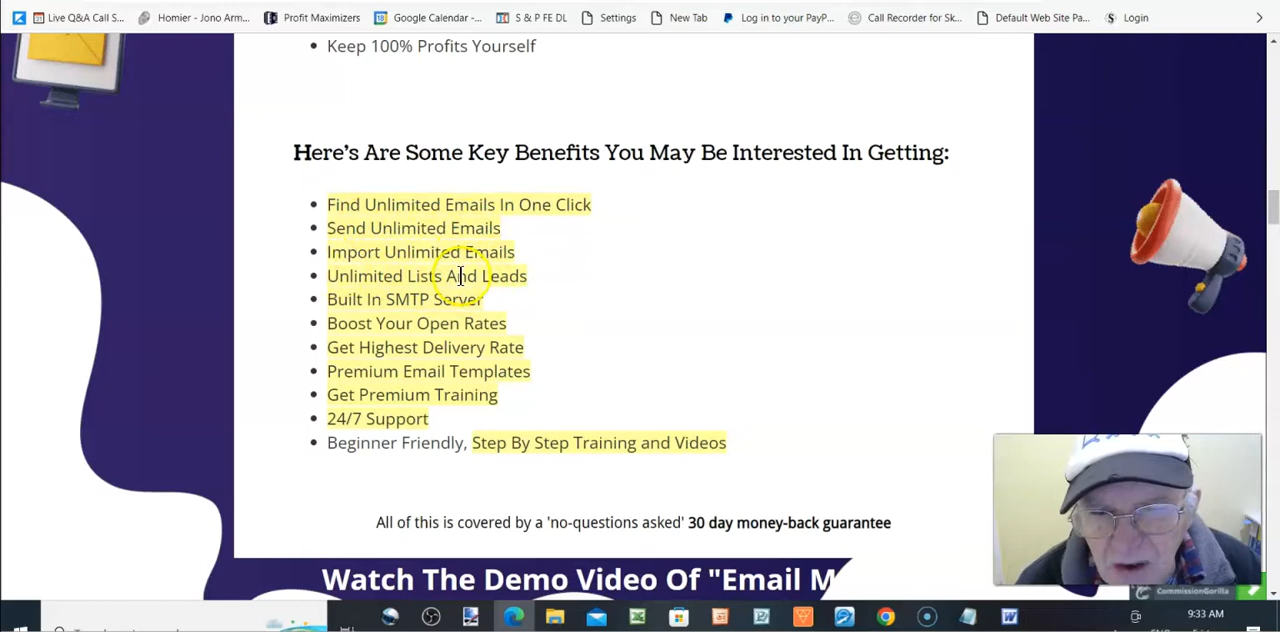 Live Q&A Call S...
Homier - Jono Arm...
Profit Maximizers
Google Calendar -...
S & P FE DL
Settings
New Tab
Log in to your PayP...
Call Recorder for Sk...
Default Web Site Pa...
Login
Keep 100% Profits Yourself
Here's Are Some Key Benefits You May Be Interested In Getting:
Find Unlimited Emails In One Click
Send Unlimited Emails
Import Unlimited Emails
Unlimited Lists And Leads
Built In SMTP Server
Boost Your Open Rates
Get Highest Delivery Rate
Premium Email Templates
Get Premium Training
24/7 Support
Beginner Friendly, Step By Step Training and Videos
All of this is covered by a 'no-questions asked' 30 day money-back guarantee
Watch The Demo Video Of "Email M
CommissionGorilla
9:33 AM